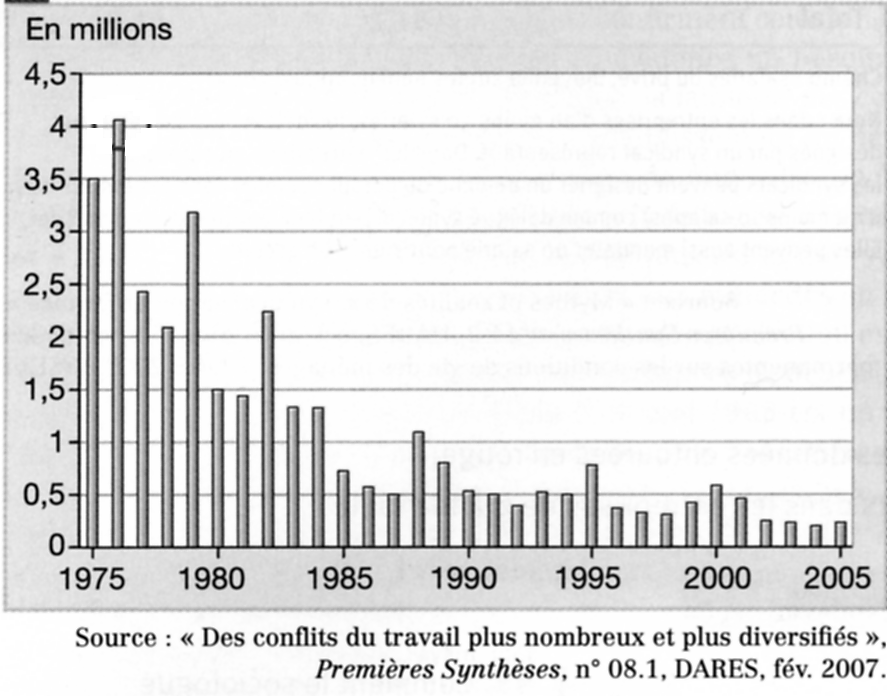 En millions
4,5
4
3,5
3
2,5
2
1,5
1
0,5
0
1975 1980 1985 1990 1995 2000 2005
Source : « Des conflits du travail plus nombreux et plus diversifiés »,
Premières Synthèses, n° 08.1, DARES, fév. 2007.